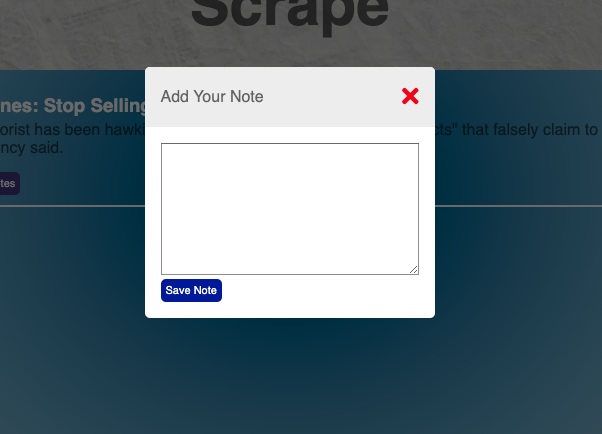 Scrape
Add Your Note
nes: Stop Selling
orist has been hawk
cts" that falsely claim to
ncy said.
tes
Save Note